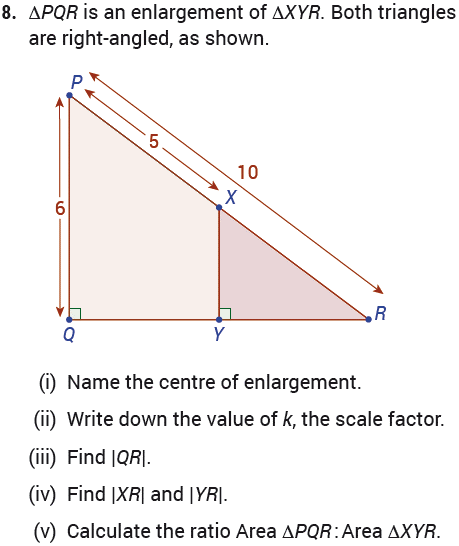 8. ΔPQR is an enlargement of ΔXYR. Both triangles
are right-angled, as shown.
P
5
10
X
6
R
Q
Y
(i) Name the centre of enlargement.
(ii) Write down the value of k, the scale factor.
(iii) Find |QR|.
(iv) Find |XR| and |YR|.
(v) Calculate the ratio Area ΔPQR : Area ΔXYR.